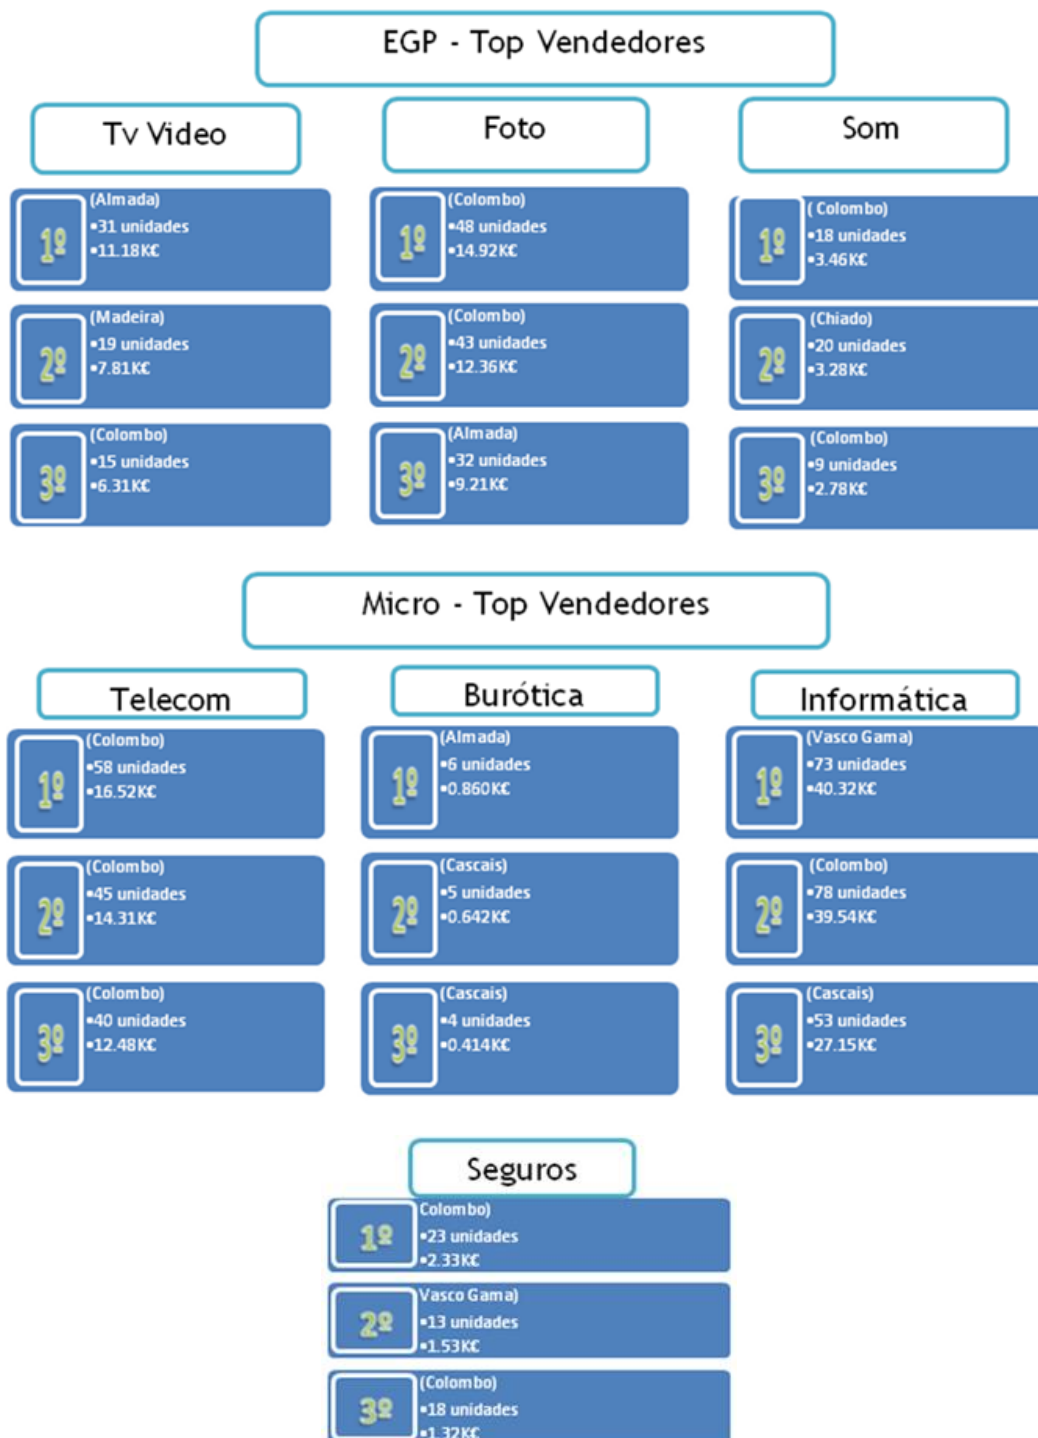 EGP - Top Vendedores
Tv Video
1º
(Almada)
▪31 unidades
▪11.18K€
2º
(Madeira)
▪19 unidades
▪7.81K€
3º
(Colombo)
▪15 unidades
▪6.31K€
Foto
1º
(Colombo)
▪48 unidades
▪14.92K€
2º
(Colombo)
▪43 unidades
▪12.36K€
3º
(Almada)
▪32 unidades
▪9.21K€
Som
1º
( Colombo)
▪18 unidades
▪3.46K€
2º
(Chiado)
▪20 unidades
▪3.28K€
3º
(Colombo)
▪9 unidades
▪2.78K€
Micro - Top Vendedores
Telecom
1º
(Colombo)
▪58 unidades
▪16.52K€
2º
(Colombo)
▪45 unidades
▪14.31K€
3º
(Colombo)
▪40 unidades
▪12.48K€
Burótica
1º
(Almada)
▪6 unidades
▪0.860K€
2º
(Cascais)
▪5 unidades
▪0.642K€
3º
(Cascais)
▪4 unidades
▪0.414K€
Informática
1º
(Vasco Gama)
▪73 unidades
▪40.32K€
2º
(Colombo)
▪78 unidades
▪39.54K€
3º
(Cascais)
▪53 unidades
▪27.15K€
Seguros
1º
Colombo)
▪23 unidades
▪2.33K€
2º
Vasco Gama)
▪13 unidades
▪1.53K€
3º
(Colombo)
▪18 unidades
▪1.32K€